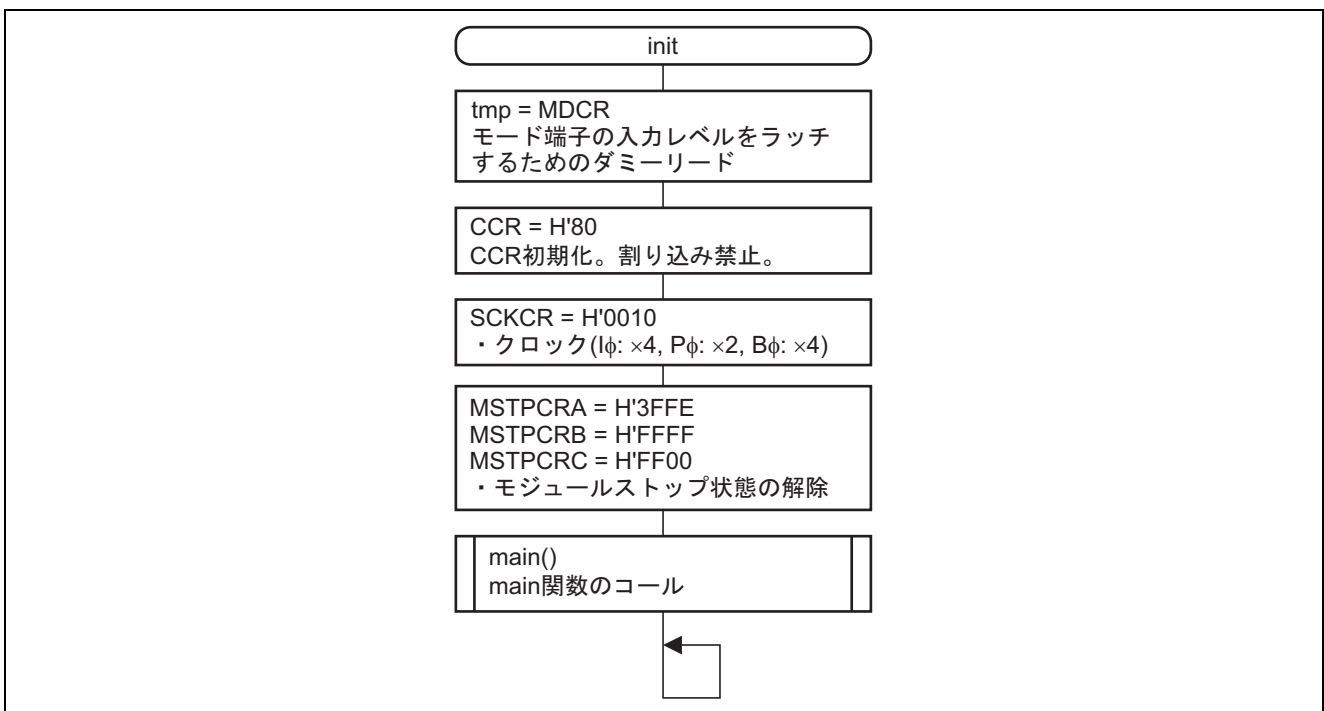 init
tmp = MDCR
モード端子の入力レベルをラッチ
するためのダミーリード
CCR = H'80
CCR初期化。割り込み禁止。
SCKCR = H'0010
・クロック(Iφ: ×4, Pφ: ×2, Bφ: ×4)
MSTPCRA = H'3FFE
MSTPCRB = H'FFFF
MSTPCRC = H'FF00
・モジュールストップ状態の解除
main()
main関数のコール